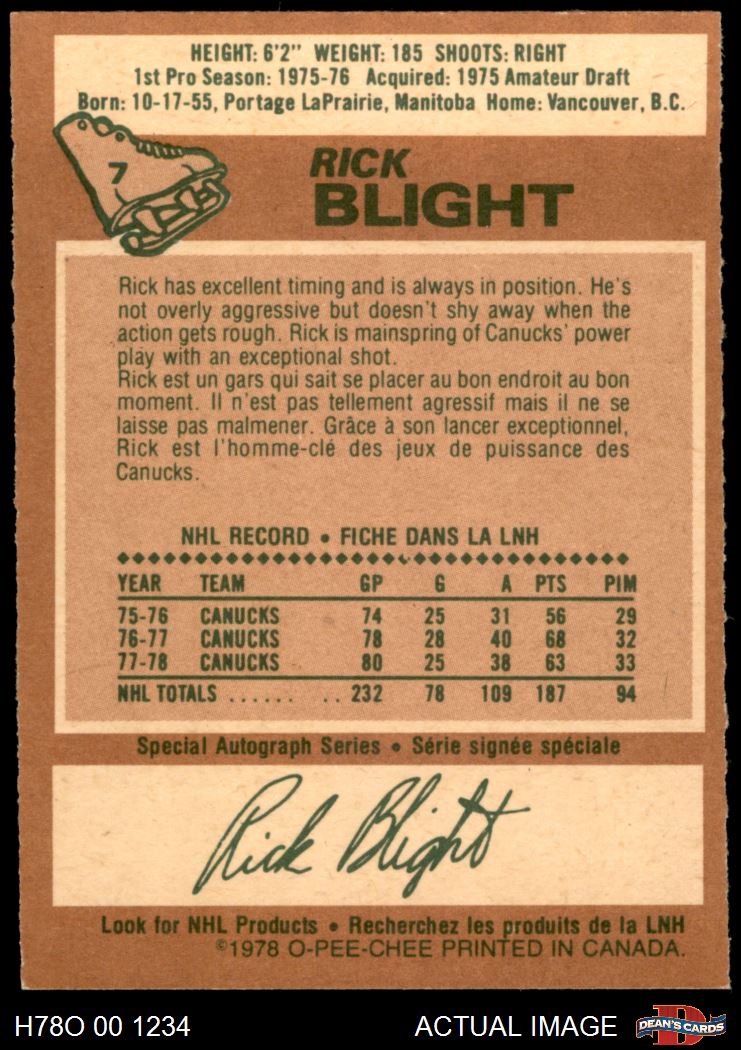 HEIGHT: 6'2" WEIGHT: 185 SHOOTS: RIGHT
1st Pro Season: 1975-76 Acquired: 1975 Amateur Draft
Born: 10-17-55, Portage LaPrairie, Manitoba Home: Vancouver, B.C.
7
RICK
BLIGHT
Rick has excellent timing and is always in position. He's
not overly aggressive but doesn't shy away when the
action gets rough. Rick is mainspring of Canucks' power
play with an exceptional shot.
Rick est un gars qui sait se placer au bon endroit au bon
moment. Il n'est pas tellement agressif mais il ne se
laisse pas malmener. Grâce à son lancer exceptionnel,
Rick est l'homme-clé des jeux de puissance des
Canucks.
NHL RECORD • FICHE DANS LA LNH
YEAR TEAM GP G A PTS PIM
75-76 CANUCKS 74 25 31 56 29
76-77 CANUCKS 78 28 40 68 32
77-78 CANUCKS 80 25 38 63 33
NHL TOTALS ...... .. 232 78 109 187 94
Special Autograph Series • Série signée spéciale
Rick Blight
Look for NHL Products • Recherchez les produits de la LNH
©1978 O-PEE-CHEE PRINTED IN CANADA.
H78O 00 1234 ACTUAL IMAGE DEAN'S CARDS